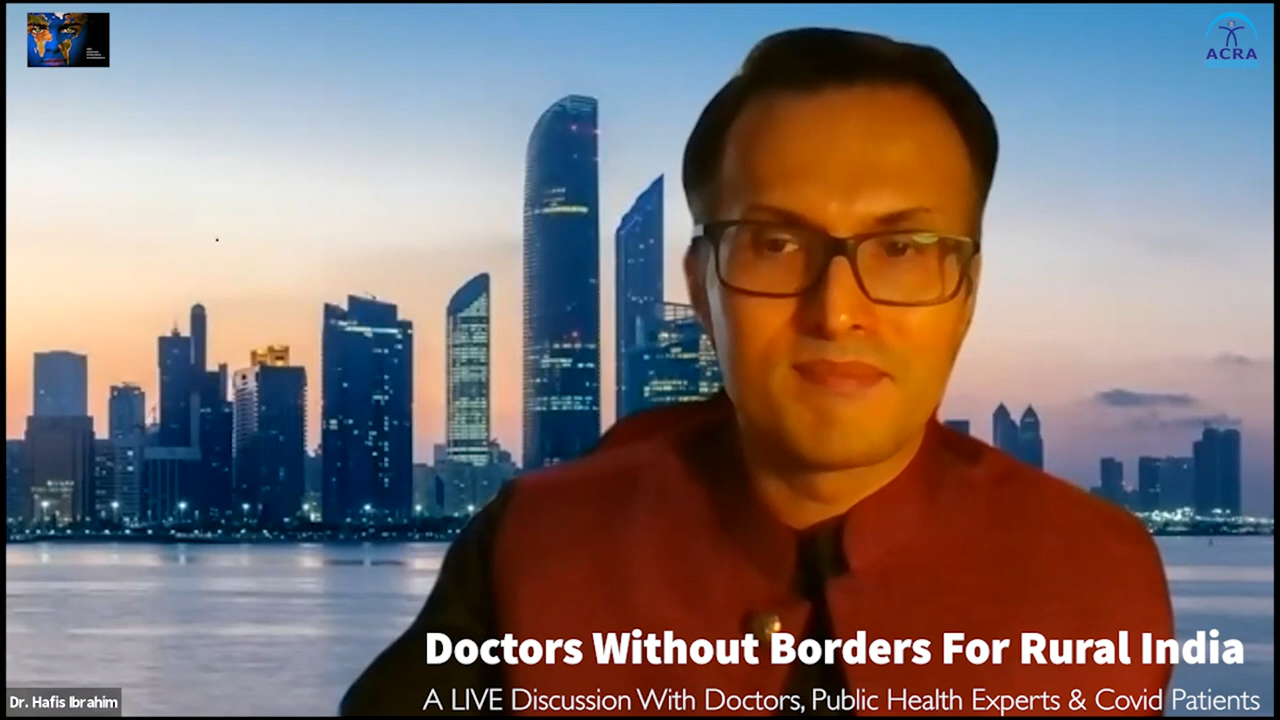 ACRA
Doctors Without Borders For Rural India
A LIVE Discussion With Doctors, Public Health Experts & Covid Patients
Dr. Hafis Ibrahim